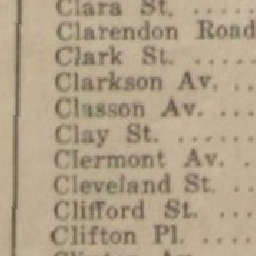 Clara St. .....
Clarendon Road
Clark St. .....
Clarkson Av. ..
Classon Av. ...
Clay St. ......
Clermont Av. .
Cleveland St. ..
Clifford St. ...
Clifton Pl. ....